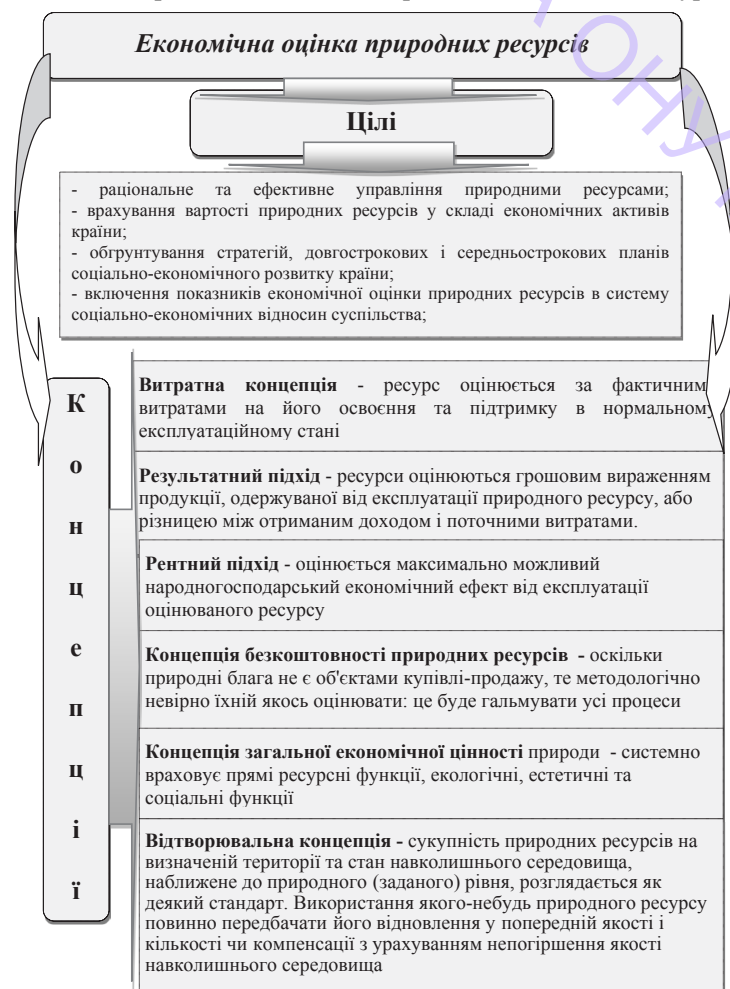 Економічна оцінка природних ресурсів
Цілі
- раціональне та ефективне управління природними ресурсами;
- врахування вартості природних ресурсів у складі економічних активів
країни;
- обгрунтування стратегій, довгострокових і середньострокових планів
соціально-економічного розвитку країни;
- включення показників економічної оцінки природних ресурсів в систему
соціально-економічних відносин суспільства;
Концепції
Витратна концепція - ресурс оцінюється за фактичним
витратами на його освоєння та підтримку в нормальному
експлуатаційному стані
Результатний підхід - ресурси оцінюються грошовим вираженням
продукції, одержуваної від експлуатації природного ресурсу, або
різницею між отриманим доходом і поточними витратами.
Рентний підхід - оцінюється максимально можливий
народногосподарський економічний ефект від експлуатації
оцінюваного ресурсу
Концепція безкоштовності природних ресурсів - оскільки
природні блага не є об'єктами купівлі-продажу, те методологічно
невірно їхній якось оцінювати: це буде гальмувати усі процеси
Концепція загальної економічної цінності природи - системно
враховує прямі ресурсні функції, екологічні, естетичні та
соціальні функції
Відтворювальна концепція - сукупність природних ресурсів на
визначеній території та стан навколишнього середовища,
наближене до природного (заданого) рівня, розглядається як
деякий стандарт. Використання якого-небудь природного ресурсу
повинно передбачати його відновлення у попередній якості і
кількості чи компенсації з урахуванням непогіршення якості
навколишнього середовища